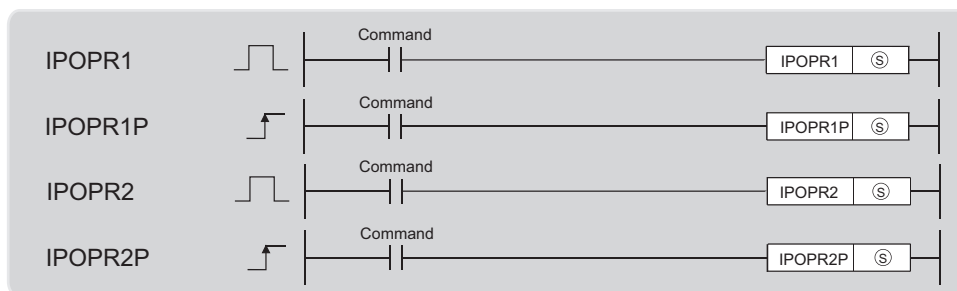 Command
IPOPR1 IPOPR1 Ⓢ
Command
IPOPR1P IPOPR1P Ⓢ
Command
IPOPR2 IPOPR2 Ⓢ
Command
IPOPR2P IPOPR2P Ⓢ